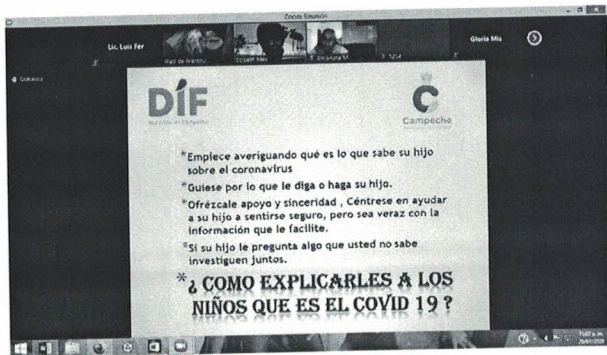 Zoom Reunión
Lic. Luis Fer
Gloria Mis
DIF
Campeche
*Empiece averiguando qué es lo que sabe su hijo
sobre el coronavirus
*Guiese por lo que le diga o haga su hijo.
*Ofrézcale apoyo y sinceridad , Céntrese en ayudar
a su hijo a sentirse seguro, pero sea veraz con la
información que le facilite.
*Si su hijo le pregunta algo que usted no sabe
investiguen juntos.
*¿ COMO EXPLICARLES A LOS
NIÑOS QUE ES EL COVID 19 ?